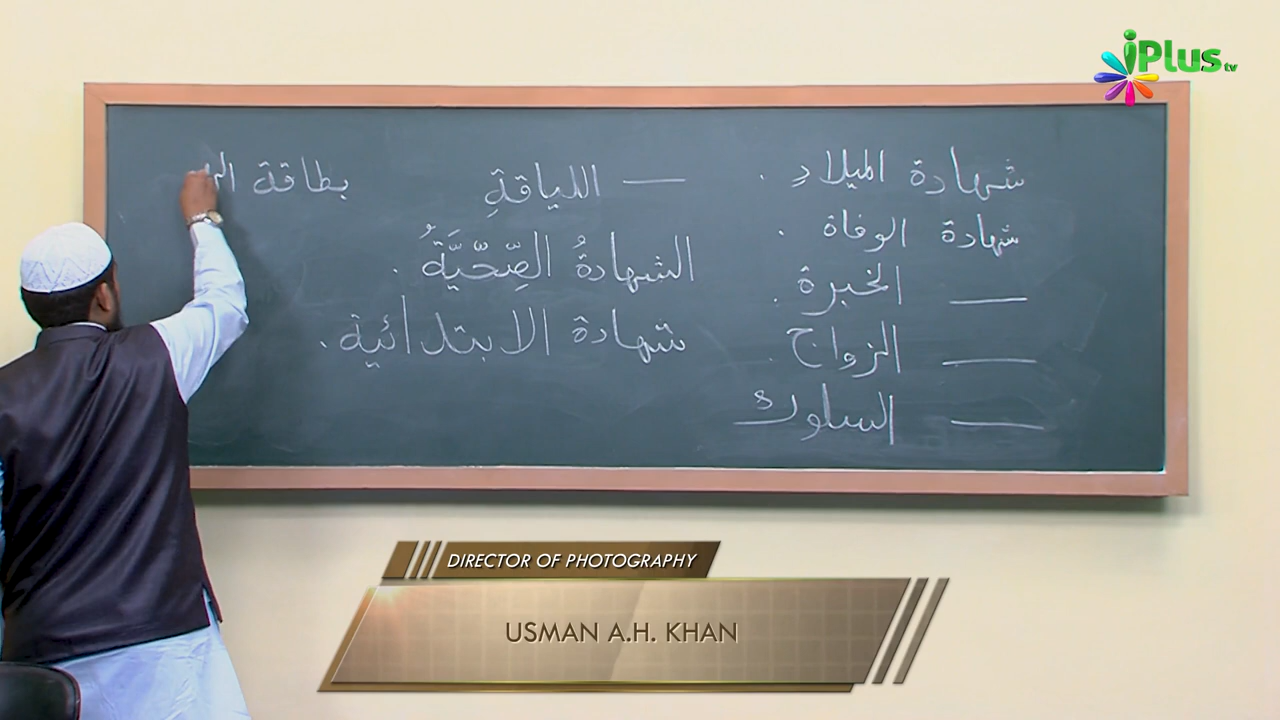 iPlus tv
شهادة الميلادِ .
شهادة الوفاة .
— الخبرة .
— الزواج .
— السلوك
— اللياقةِ
الشهادةُ الصِّحِّيَّةُ .
شهادة الابتدائية .
بطاقة
DIRECTOR OF PHOTOGRAPHY
USMAN A.H. KHAN